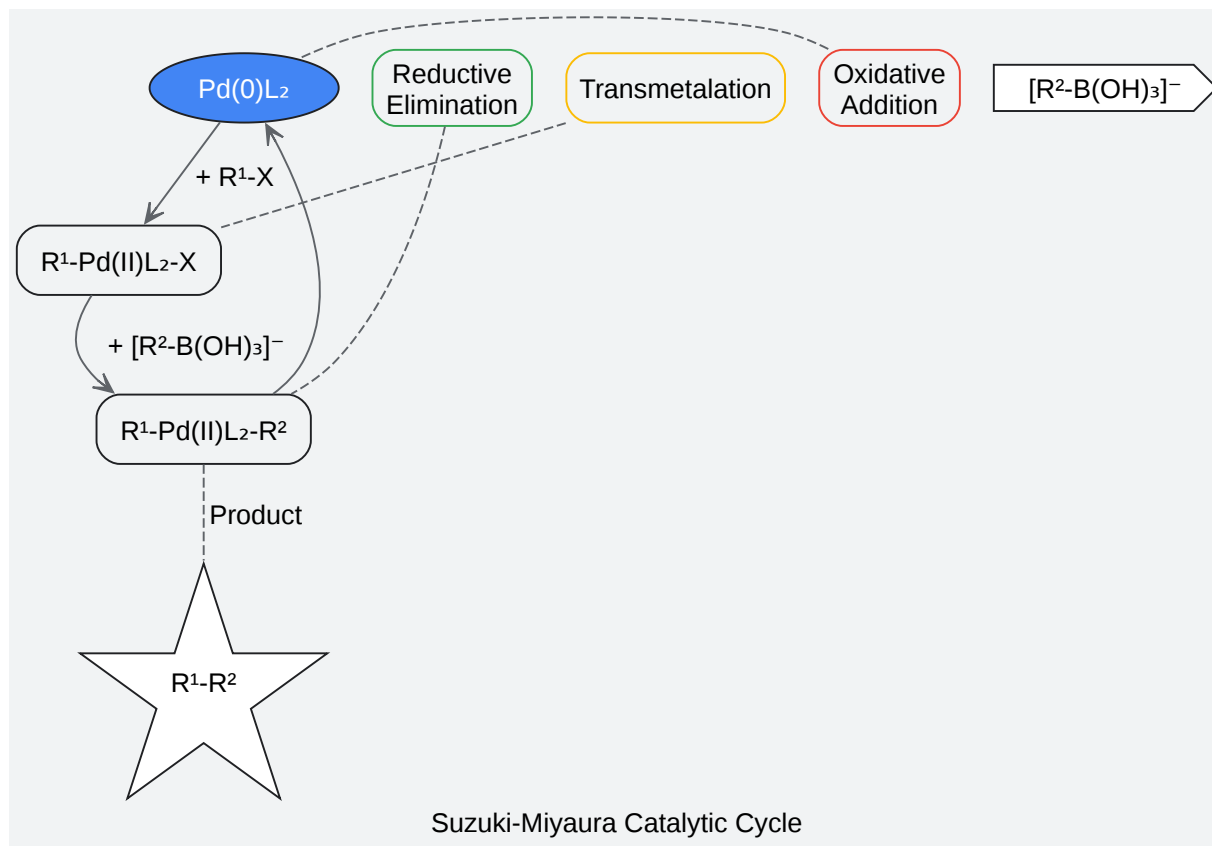 Pd(0)L₂
Reductive
Elimination
Transmetalation
Oxidative
Addition
[R²-B(OH)₃]⁻
+ R¹-X
R¹-Pd(II)L₂-X
+ [R²-B(OH)₃]⁻
R¹-Pd(II)L₂-R²
Product
R¹-R²
Suzuki-Miyaura Catalytic Cycle